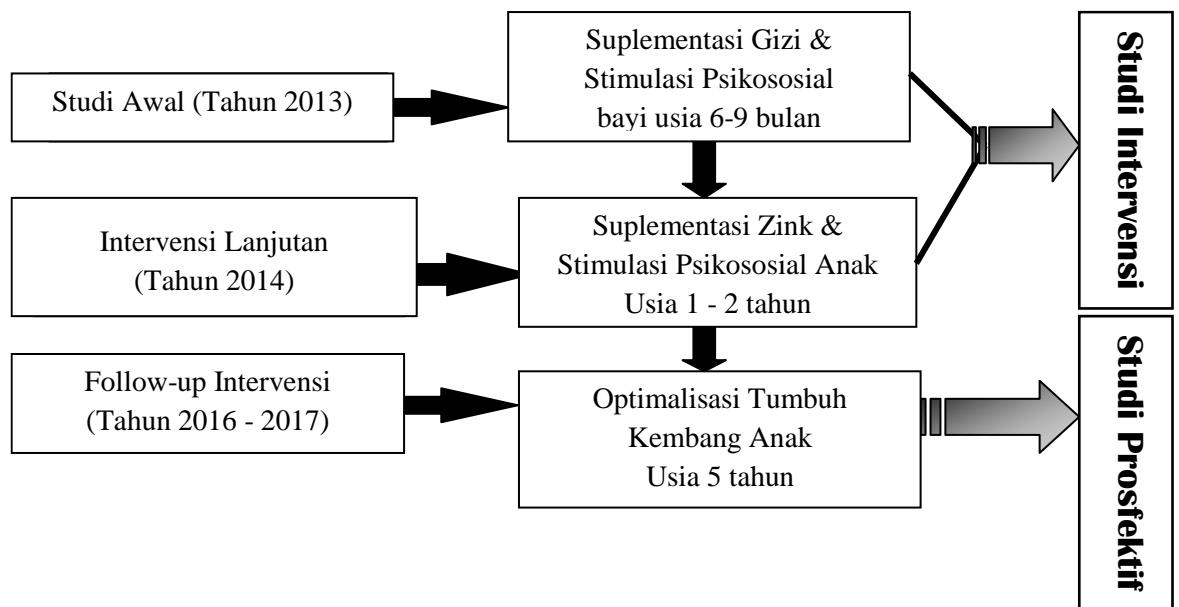 Studi Awal (Tahun 2013)
Suplementasi Gizi &
Stimulasi Psikososial
bayi usia 6-9 bulan
Studi Intervensi
Intervensi Lanjutan
(Tahun 2014)
Suplementasi Zink &
Stimulasi Psikososial Anak
Usia 1 - 2 tahun
Follow-up Intervensi
(Tahun 2016 - 2017)
Optimalisasi Tumbuh
Kembang Anak
Usia 5 tahun
Studi Prosfektif